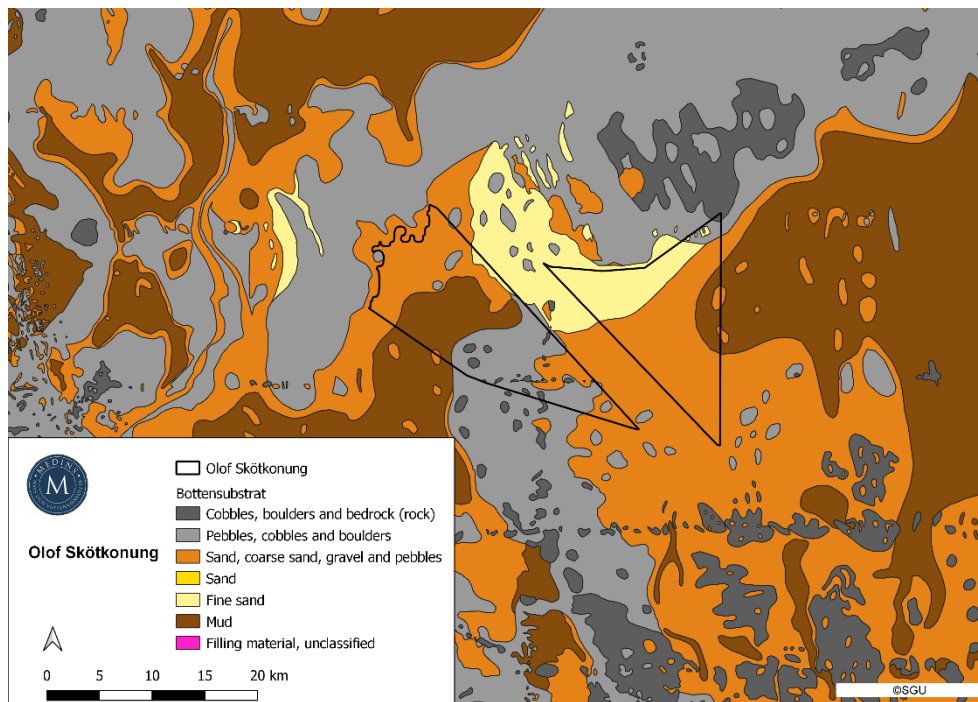 MEDINS
M
Olof Skötkonung
Olof Skötkonung
Bottensubstrat
Cobbles, boulders and bedrock (rock)
Pebbles, cobbles and boulders
Sand, coarse sand, gravel and pebbles
Sand
Fine sand
Mud
Filling material, unclassified
0 5 10 15 20 km
©SGU